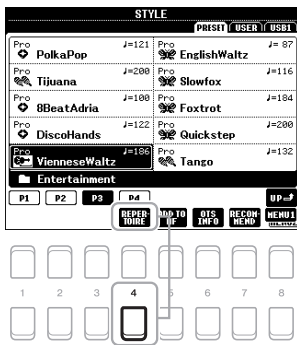 STYLE
PRESET USER USB1
Pro ♩=121 Pro ♩= 87
PolkaPop EnglishWaltz
Pro ♩=200 Pro ♩=116
Tijuana Slowfox
Pro ♩=100 Pro ♩=184
8BeatAdria Foxtrot
Pro ♩=122 Pro ♩=200
DiscoHands Quickstep
Pro ♩=186 Pro ♩=132
VienneseWaltz Tango
Entertainment
P1 P2 P3 P4 UP
REPER-TOIRE ADD TO UF OTS INFO RECOM-MEND MENU1
1 2 3 4 5 6 7 8